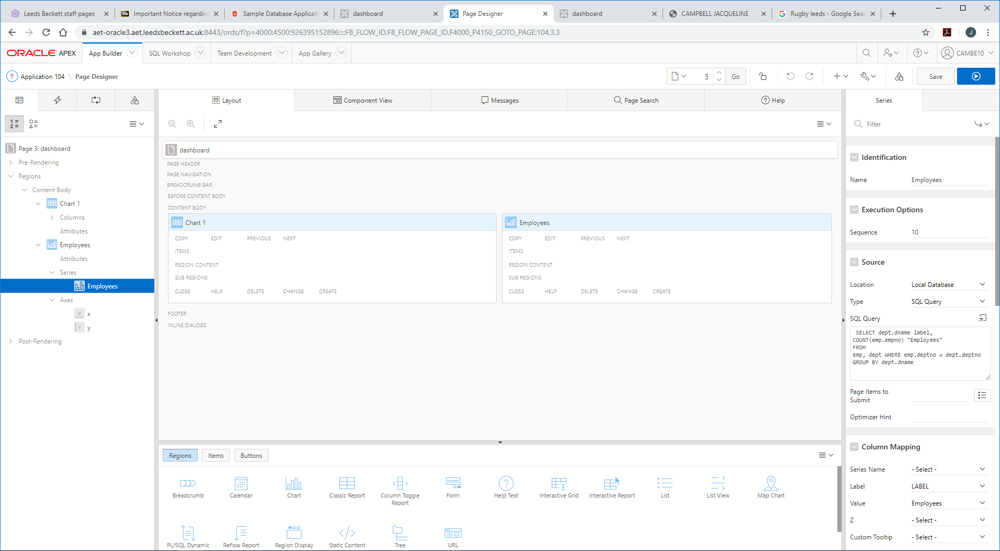 Leeds Beckett staff pages
Important Notice regarding
Sample Database Applicati
dashboard
Page Designer
dashboard
CAMPBELL JACQUELINE
Rugby leeds - Google Sear
aet-oracle3.aet.leedsbeckett.ac.uk:8443/ords/f?p=4000:4500:926395152896::::FB_FLOW_ID,FB_FLOW_PAGE_ID,F4000_P4150_GOTO_PAGE:104,3,3
J
ORACLE APEX
App Builder
SQL Workshop
Team Development
App Gallery
CAMBE10
Application 104 \ Page Designer
3
Go
Save
Layout
Component View
Messages
Page Search
Help
Series
Filter
Page 3: dashboard
Pre-Rendering
Regions
Content Body
Chart 1
Columns
Attributes
Employees
Attributes
Series
Employees
Axes
x
y
Post-Rendering
dashboard
PAGE HEADER
PAGE NAVIGATION
BREADCRUMB BAR
BEFORE CONTENT BODY
CONTENT BODY
Chart 1
COPY EDIT PREVIOUS NEXT
ITEMS
REGION CONTENT
SUB REGIONS
CLOSE HELP DELETE CHANGE CREATE
Employees
COPY EDIT PREVIOUS NEXT
ITEMS
REGION CONTENT
SUB REGIONS
CLOSE HELP DELETE CHANGE CREATE
FOOTER
INLINE DIALOGS
Regions
Items
Buttons
Breadcrumb
Calendar
Chart
Classic Report
Column Toggle
Report
Form
Help Text
Interactive Grid
Interactive Report
List
List View
Map Chart
PL/SQL Dynamic
Reflow Report
Region Display
Static Content
Tree
URL
Identification
Name Employees
Execution Options
Sequence 10
Source
Location Local Database
Type SQL Query
SQL Query
SELECT dept.dname label,
COUNT(emp.empno) "Employees"
FROM
emp, dept WHERE emp.deptno = dept.deptno
GROUP BY dept.dname
Page Items to
Submit
Optimizer Hint
Column Mapping
Series Name - Select -
Label LABEL
Value Employees
Z - Select -
Custom Tooltip - Select -